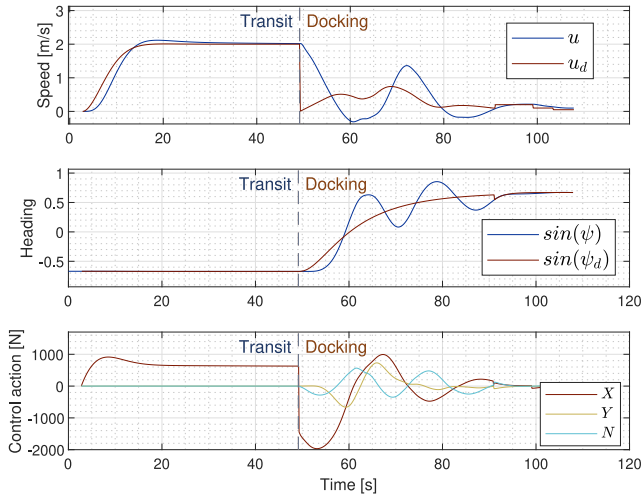 3
2
1
0
Speed [m/s]
Transit
Docking
u
u_d
0 20 40 60 80 100
1
0.5
0
-0.5
Heading
Transit
Docking
sin(ψ)
sin(ψ_d)
0 20 40 60 80 100 120
1000
0
-1000
-2000
Control action [N]
Transit
Docking
X
Y
N
0 20 40 60 80 100 120
Time [s]